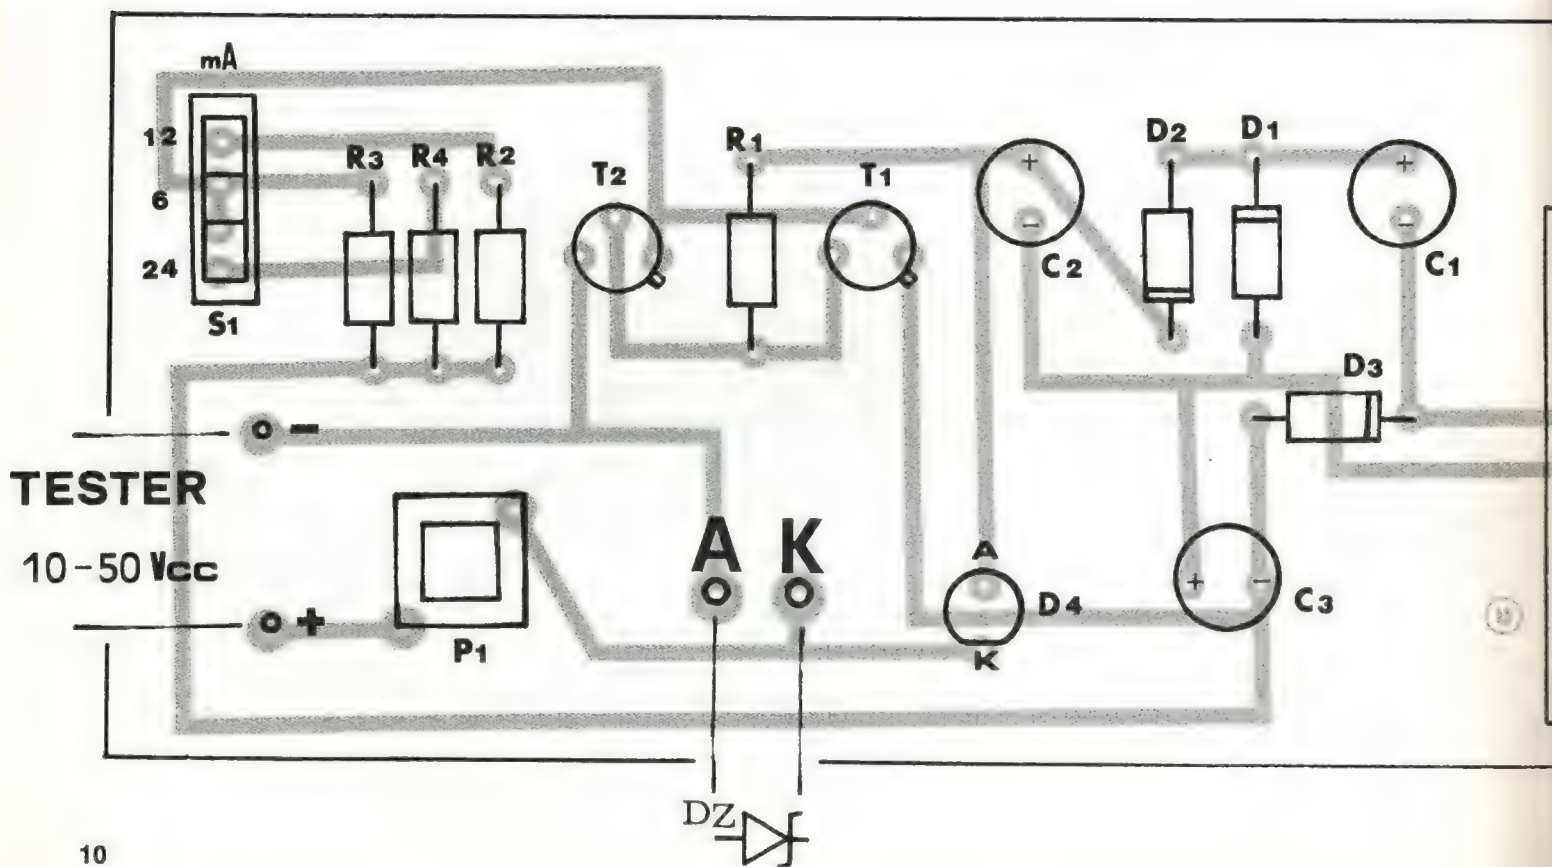 mA
12
6
24
S1
R3
R4
R2
T2
R1
T1
+
-
C2
D2
D1
+
-
C1
D3
-
TESTER
10-50 Vcc
+
P1
A
K
A
D4
K
+
-
C3
DZ
10